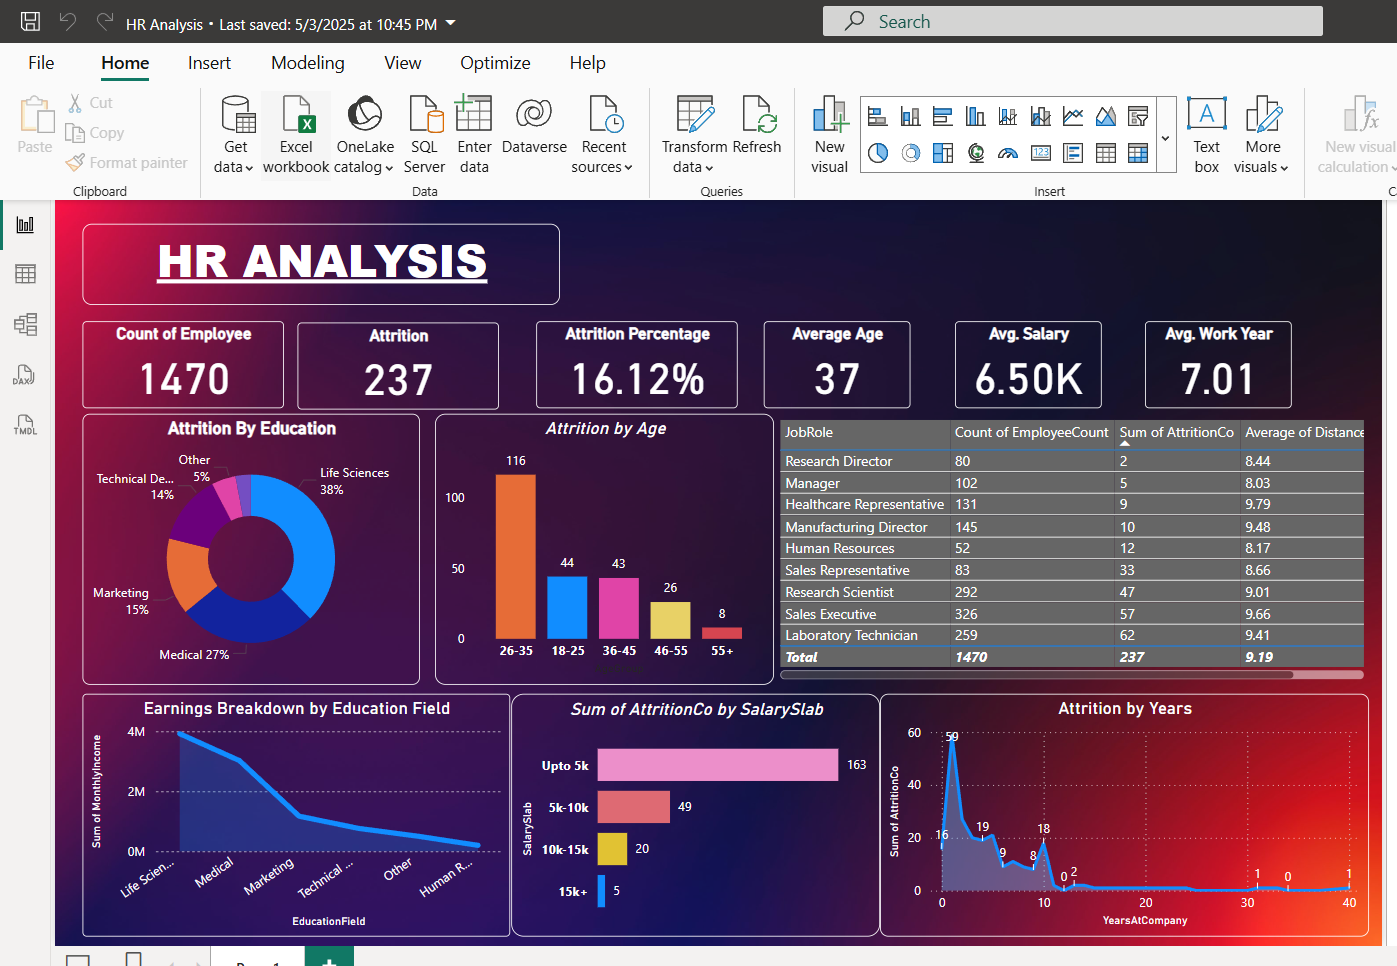 HR Analysis • Last saved: 5/3/2025 at 10:45 PM
Search
File Home Insert Modeling View Optimize Help
Paste
Cut
Copy
Format painter
Clipboard
Get data
Excel workbook
OneLake catalog
SQL Server
Enter data
Dataverse
Recent sources
Data
Transform data
Refresh
Queries
New visual
A
123
Text box
More visuals
Insert
fx
New visual calculation
DAX
TMDL
HR ANALYSIS
Count of Employee
1470
Attrition
237
Attrition Percentage
16.12%
Average Age
37
Avg. Salary
6.50K
Avg. Work Year
7.01
Attrition By Education
Other
5%
Technical De...
14%
Life Sciences
38%
Marketing
15%
Medical 27%
Attrition by Age
116
100
44
43
50
26
8
0
26-35 18-25 36-45 46-55 55+
JobRole Count of EmployeeCount Sum of AttritionCo Average of Distance
Research Director 80 2 8.44
Manager 102 5 8.03
Healthcare Representative 131 9 9.79
Manufacturing Director 145 10 9.48
Human Resources 52 12 8.17
Sales Representative 83 33 8.66
Research Scientist 292 47 9.01
Sales Executive 326 57 9.66
Laboratory Technician 259 62 9.41
Total 1470 237 9.19
Earnings Breakdown by Education Field
Sum of MonthlyIncome
4M
2M
0M
Life Scien... Medical Marketing Technical ... Other Human R...
EducationField
Sum of AttritionCo by SalarySlab
SalarySlab
Upto 5k 163
5k-10k 49
10k-15k 20
15k+ 5
Attrition by Years
Sum of AttritionCo
60
40
20
0
59
16
19
9
8
18
0
2
1
0
1
0 10 20 30 40
YearsAtCompany